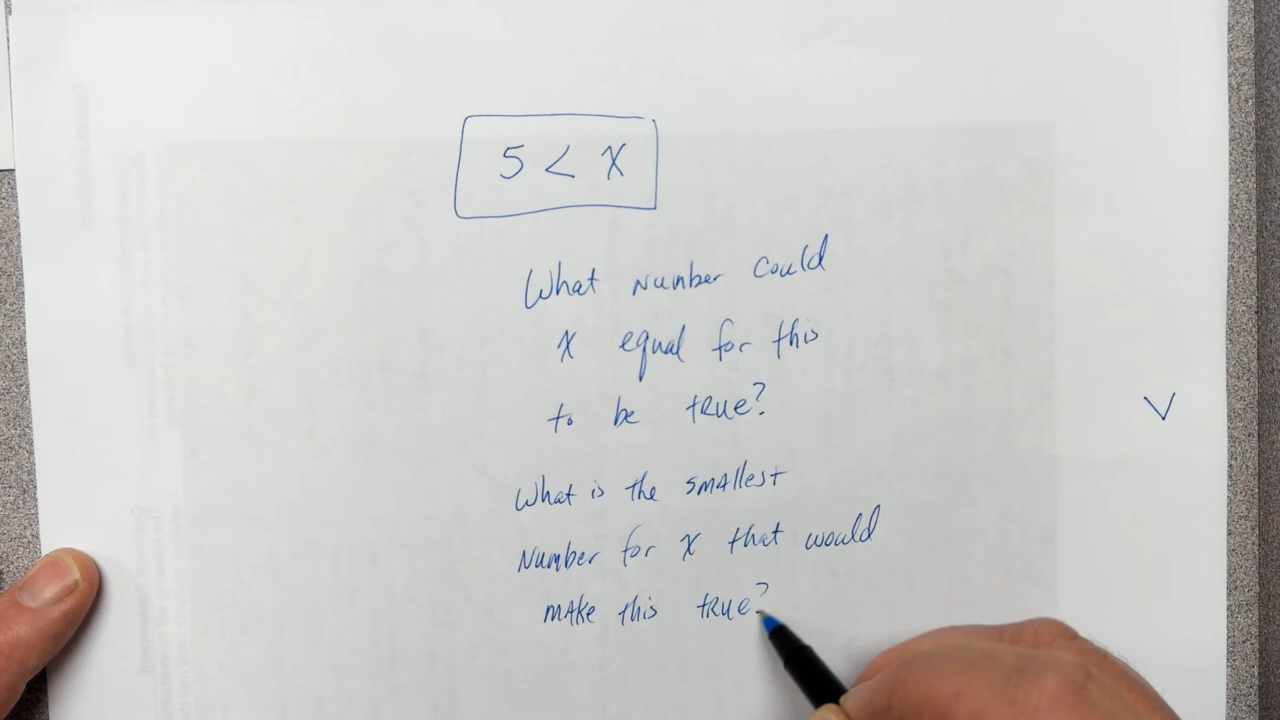 5 < x
What number could
x equal for this
to be true?
What is the smallest
number for x that would
make this true?
V